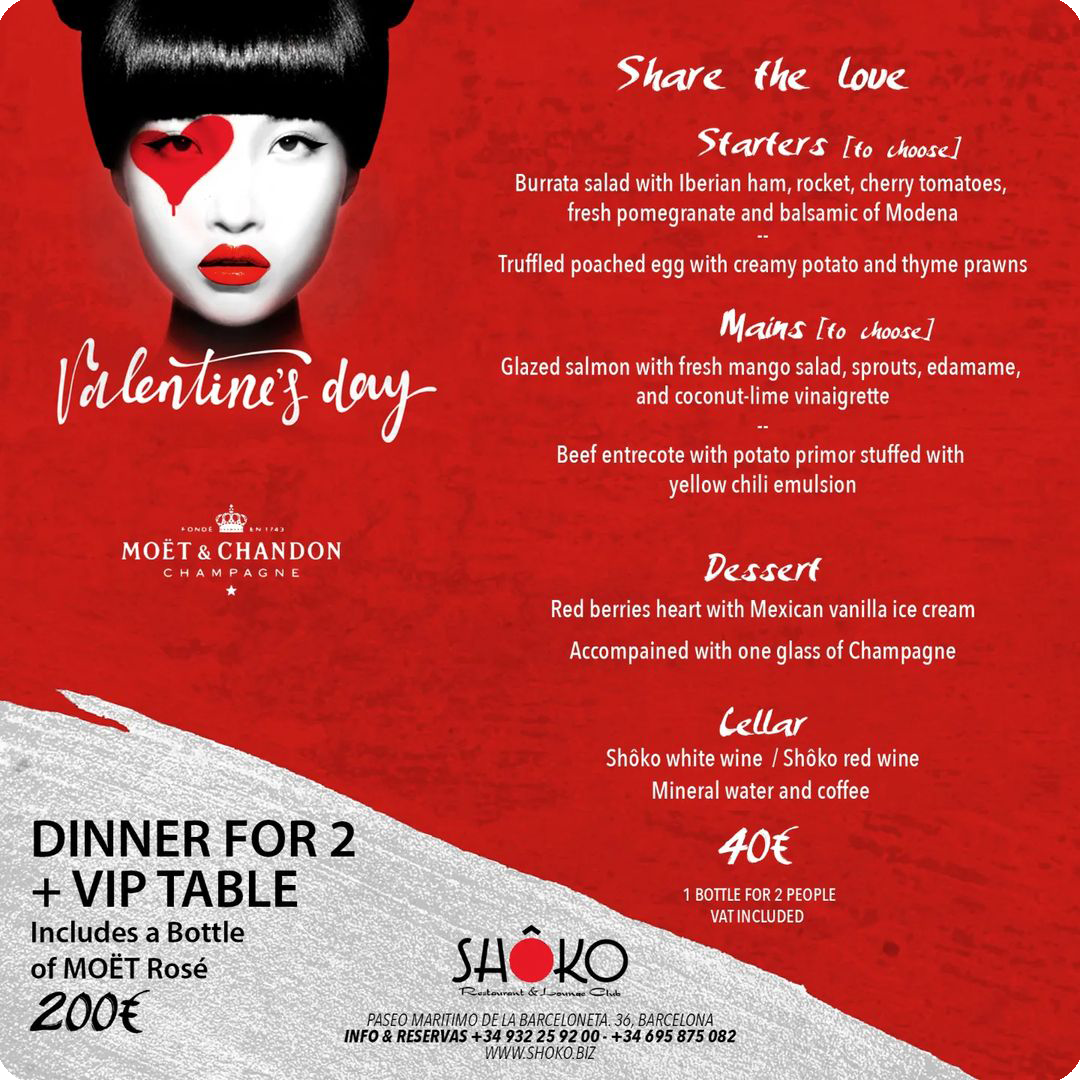 Share the love
Starters [to choose]
Burrata salad with Iberian ham, rocket, cherry tomatoes,
fresh pomegranate and balsamic of Modena
--
Truffled poached egg with creamy potato and thyme prawns
Mains [to choose]
Glazed salmon with fresh mango salad, sprouts, edamame,
and coconut-lime vinaigrette
--
Beef entrecote with potato primor stuffed with
yellow chili emulsion
Dessert
Red berries heart with Mexican vanilla ice cream
Accompained with one glass of Champagne
Cellar
Shôko white wine / Shôko red wine
Mineral water and coffee
40€
1 BOTTLE FOR 2 PEOPLE
VAT INCLUDED
Valentine's day
FONDÉ EN 1743
MOËT & CHANDON
CHAMPAGNE
DINNER FOR 2
+ VIP TABLE
Includes a Bottle
of MOËT Rosé
200€
SHÔKO
Restaurant & Lounge Club
PASEO MARITIMO DE LA BARCELONETA. 36, BARCELONA
INFO & RESERVAS +34 932 25 92 00 - +34 695 875 082
WWW.SHOKO.BIZ